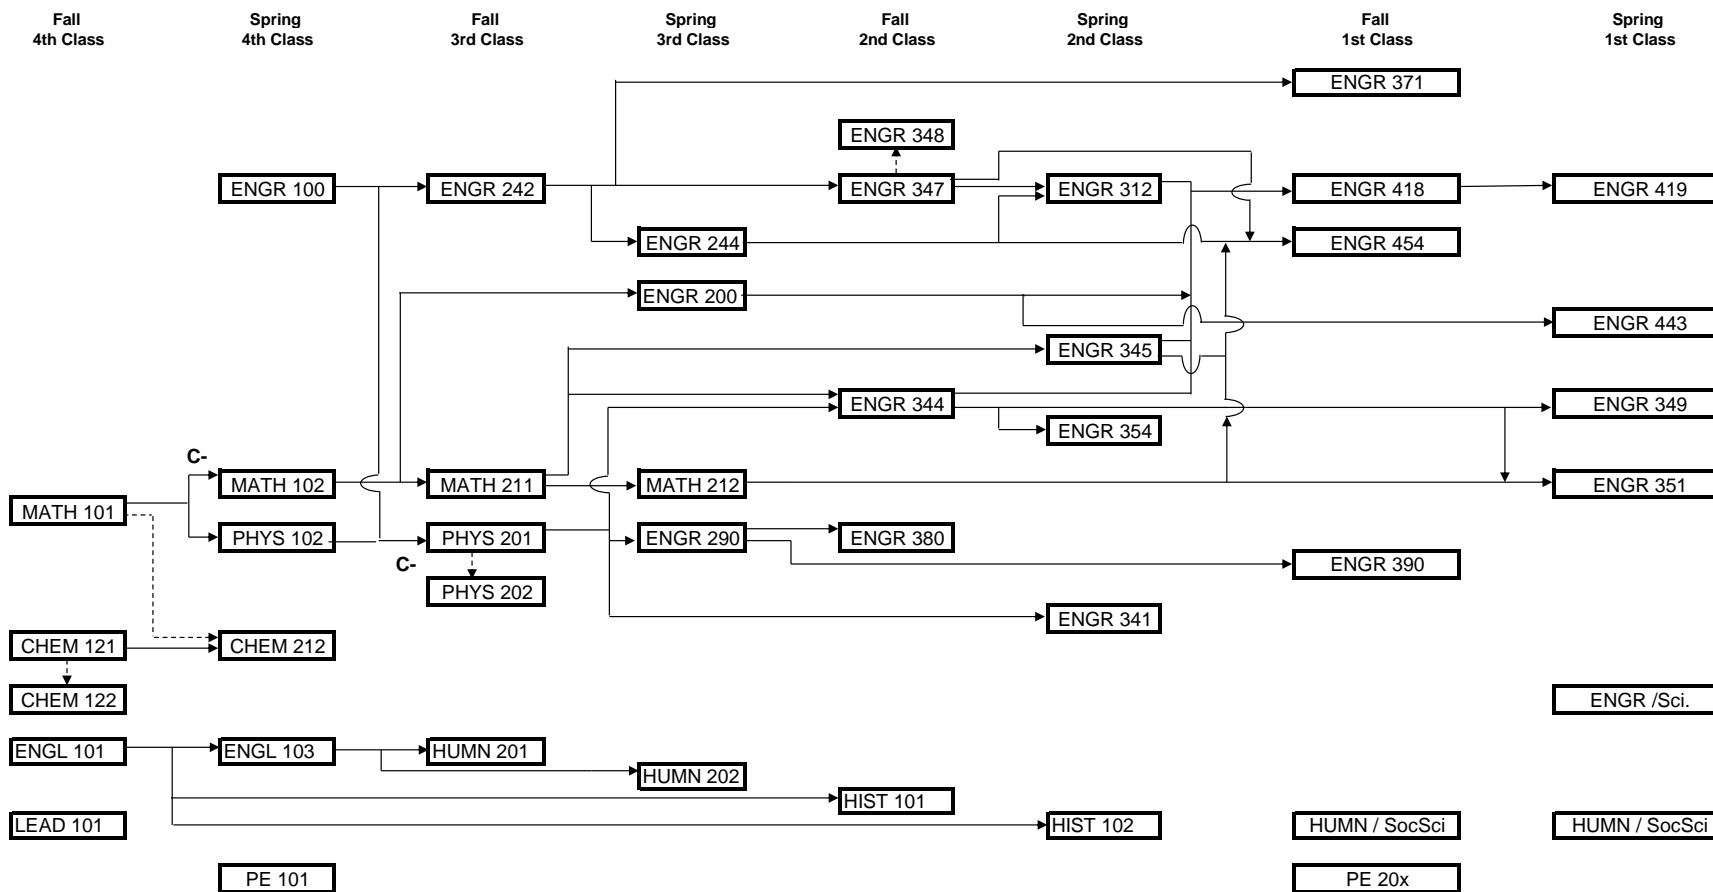 Fall
4th Class
Spring
4th Class
Fall
3rd Class
Spring
3rd Class
Fall
2nd Class
Spring
2nd Class
Fall
1st Class
Spring
1st Class
ENGR 371
ENGR 348
ENGR 100
ENGR 242
ENGR 347
ENGR 312
ENGR 418
ENGR 419
ENGR 244
ENGR 454
ENGR 200
ENGR 443
ENGR 345
ENGR 344
ENGR 349
ENGR 354
C-
MATH 102
MATH 211
MATH 212
ENGR 351
MATH 101
PHYS 102
PHYS 201
ENGR 290
ENGR 380
C-
ENGR 390
PHYS 202
ENGR 341
CHEM 121
CHEM 212
CHEM 122
ENGR /Sci.
ENGL 101
ENGL 103
HUMN 201
HUMN 202
HIST 101
LEAD 101
HIST 102
HUMN / SocSci
HUMN / SocSci
PE 101
PE 20x